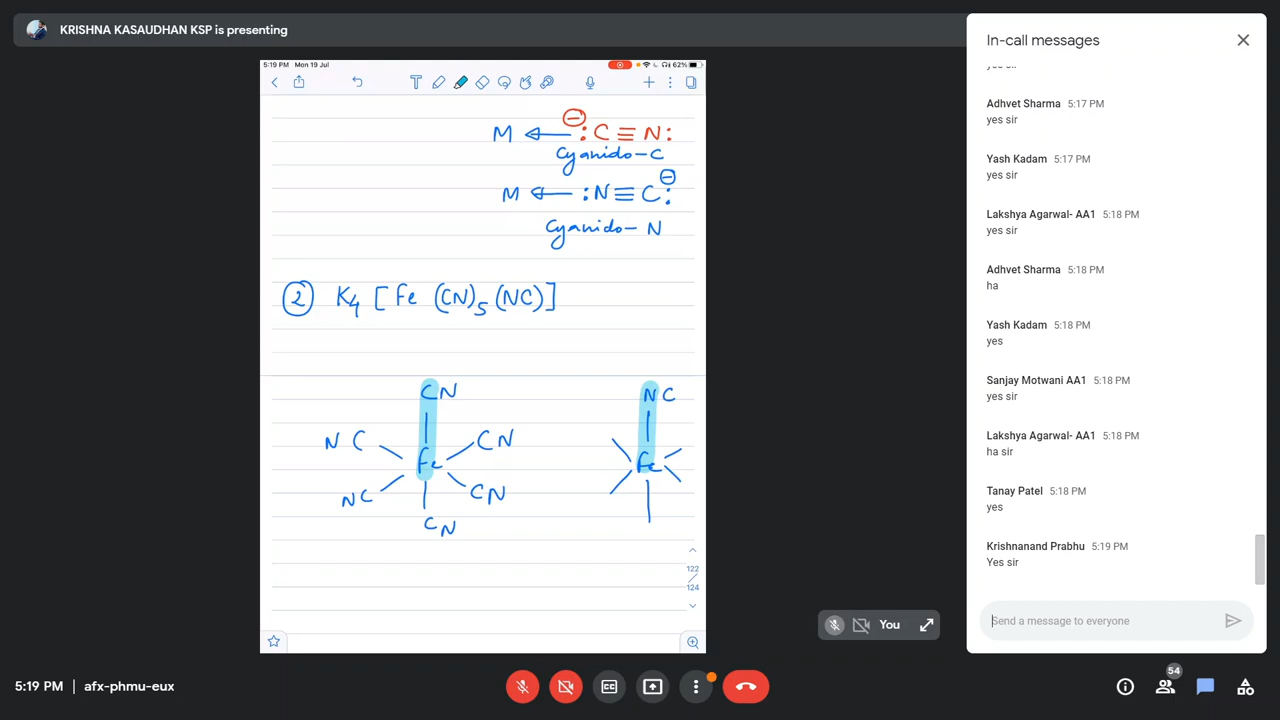 KRISHNA KASAUDHAN KSP is presenting
5:19 PM Mon 19 Jul
62%
M ← ⊖:C≡N:
Cyanido-C
M ← :N≡C:⊖
Cyanido-N
② K4 [Fe (CN)5 (NC)]
CN
NC
CN
Fe
NC
CN
CN
NC
Fe
122
124
You
5:19 PM | afx-phmu-eux
In-call messages
Adhvet Sharma 5:17 PM
yes sir
Yash Kadam 5:17 PM
yes sir
Lakshya Agarwal- AA1 5:18 PM
yes sir
Adhvet Sharma 5:18 PM
ha
Yash Kadam 5:18 PM
yes
Sanjay Motwani AA1 5:18 PM
yes sir
Lakshya Agarwal- AA1 5:18 PM
ha sir
Tanay Patel 5:18 PM
yes
Krishnanand Prabhu 5:19 PM
Yes sir
Send a message to everyone
54